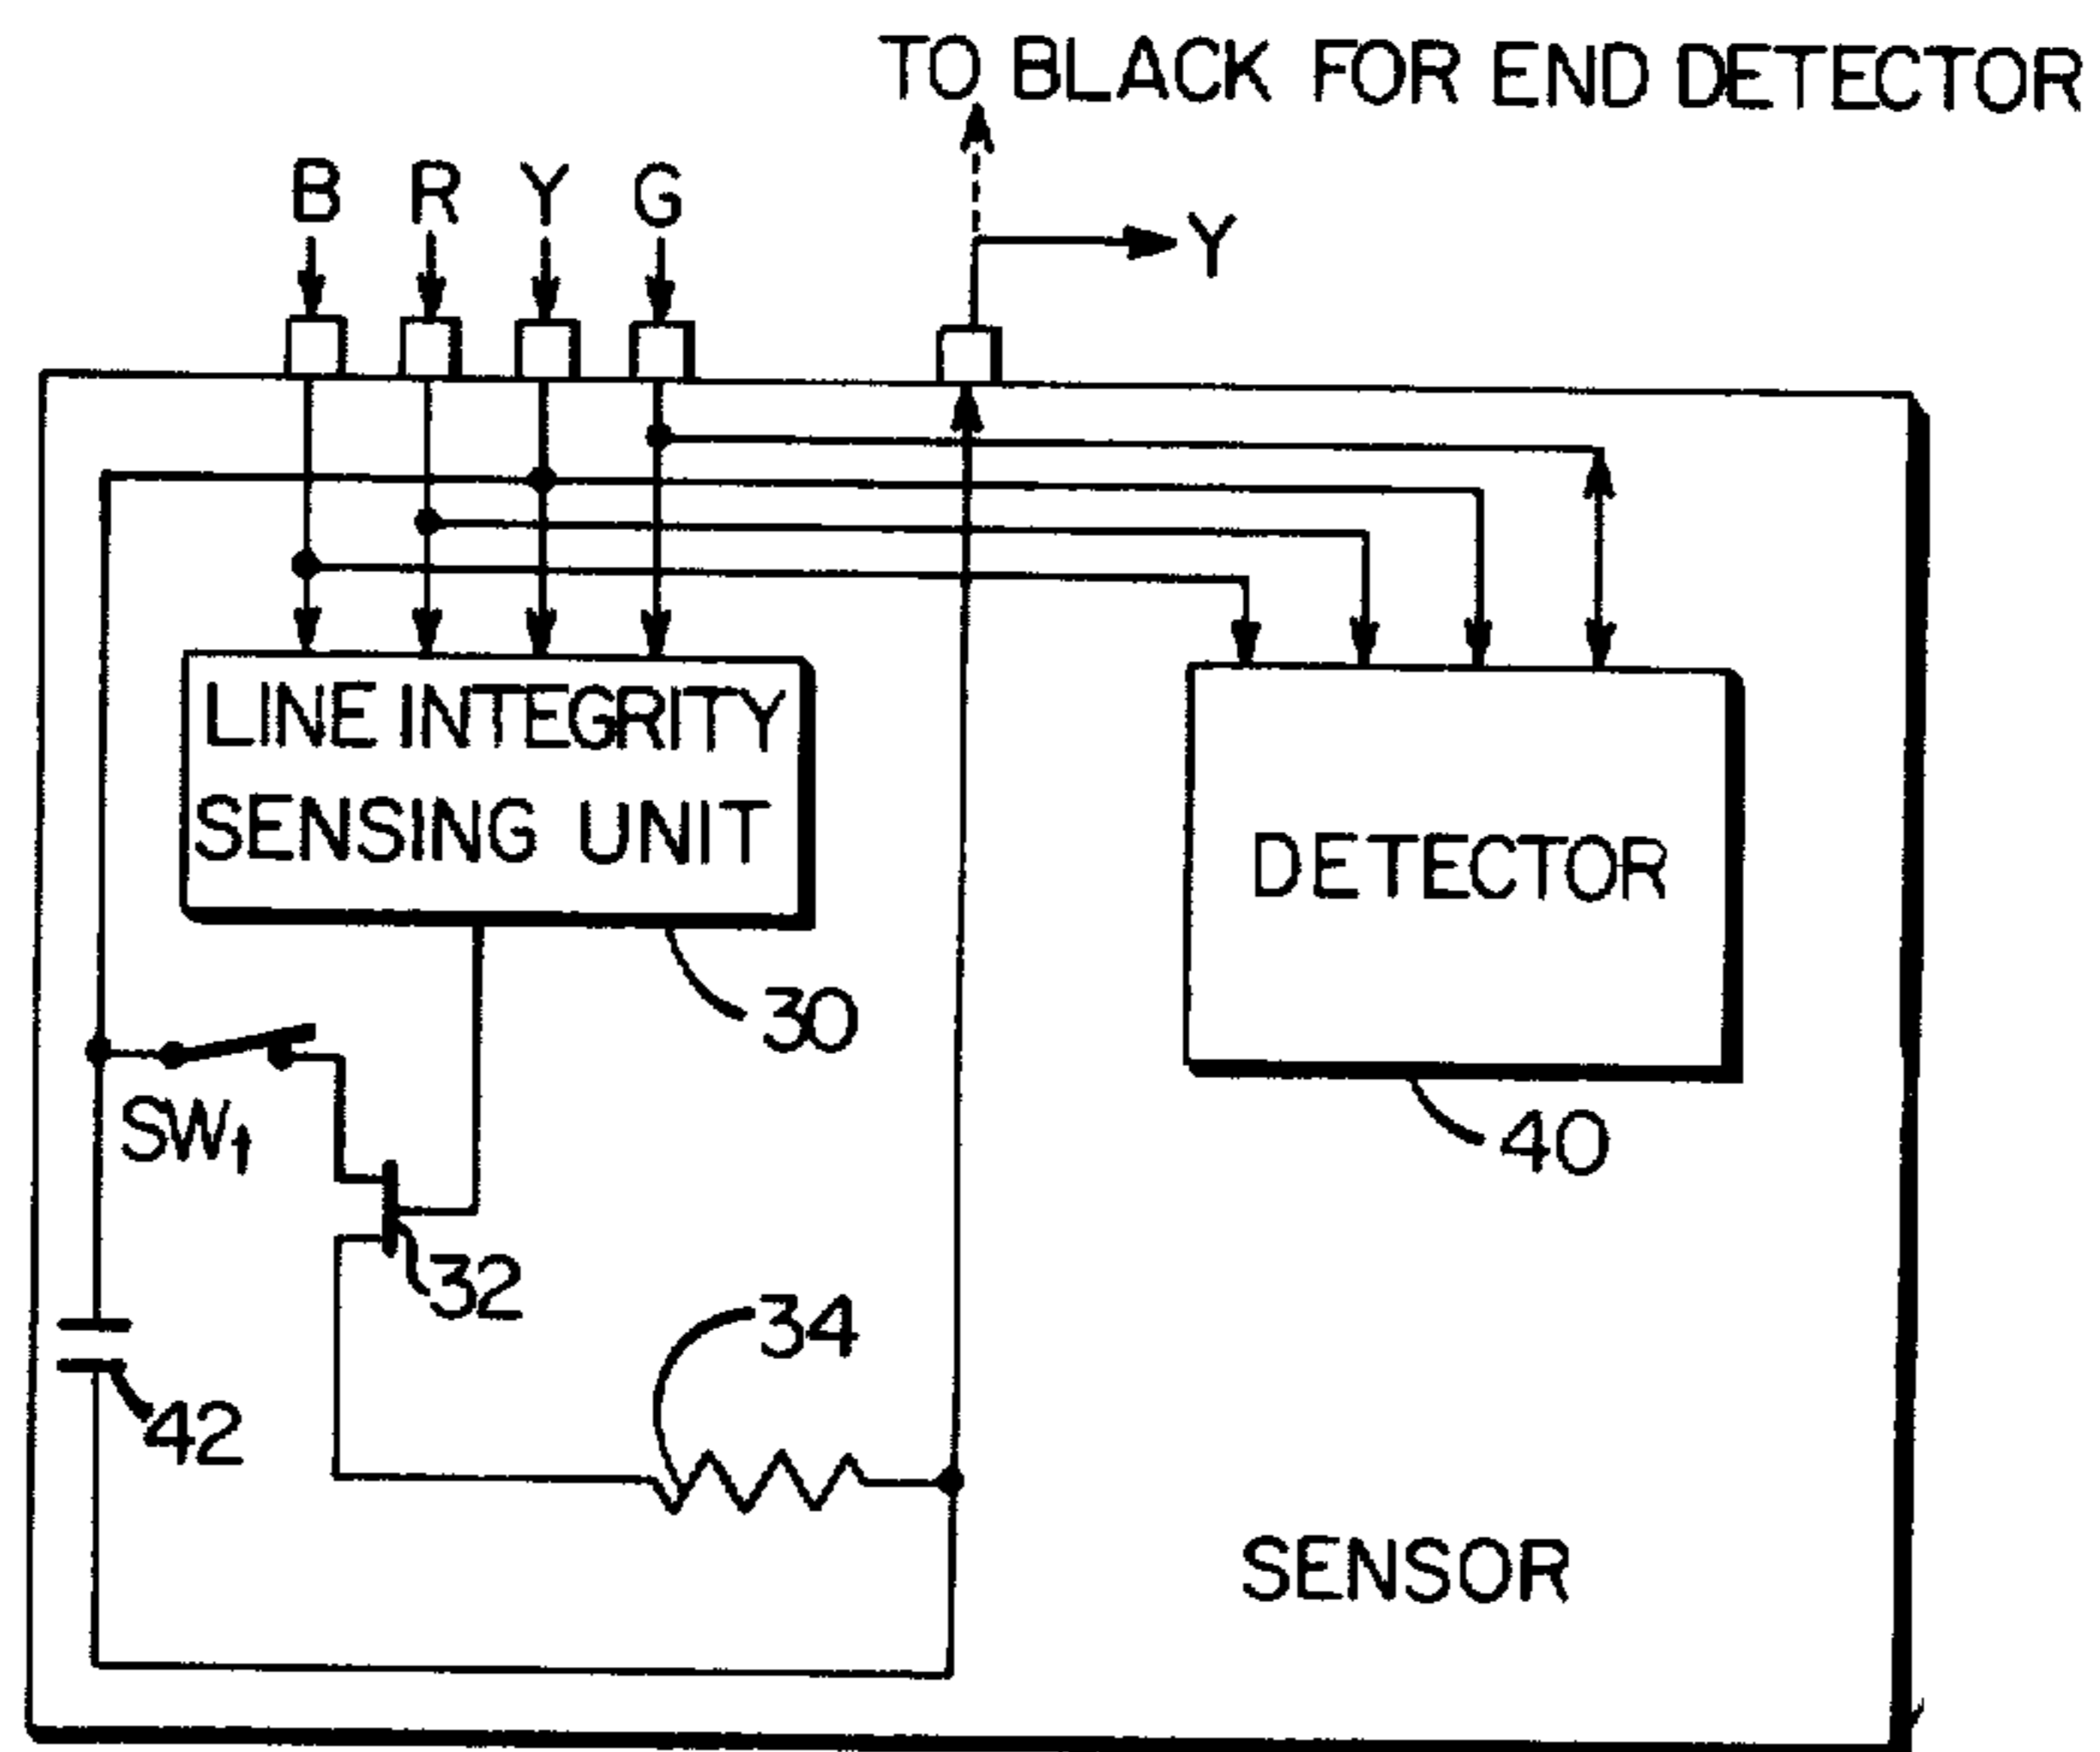 TO BLACK FOR END DETECTOR
B R Y G
Y
LINE INTEGRITY
SENSING UNIT
DETECTOR
30
40
SW1
32
34
42
SENSOR